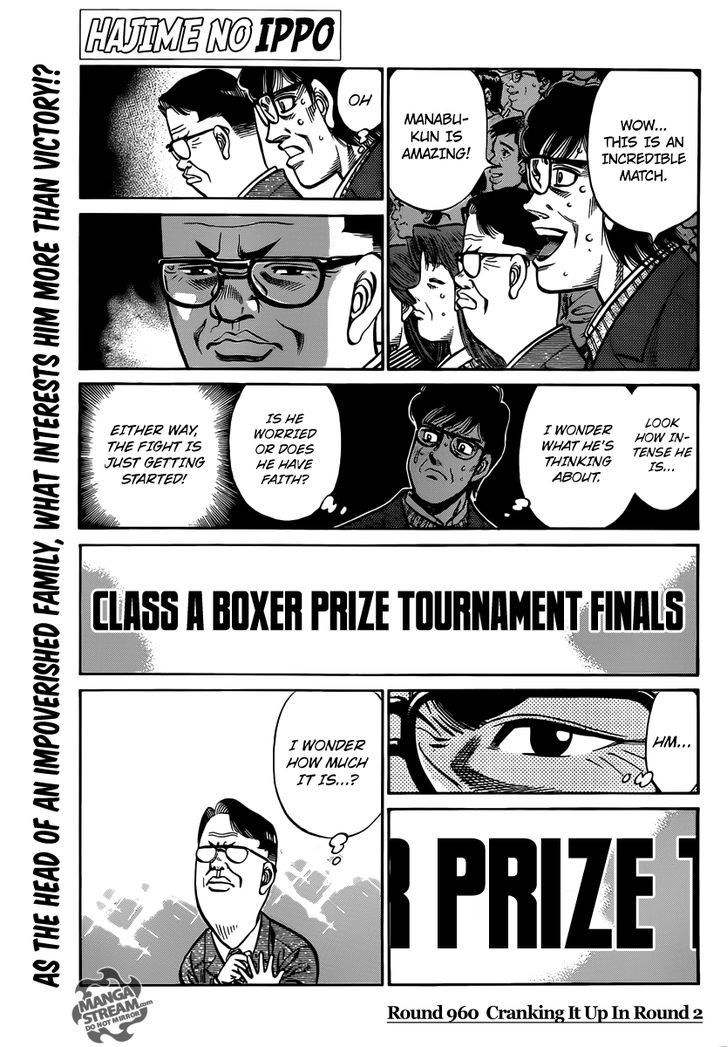 HAJIME NO IPPO
AS THE HEAD OF AN IMPOVERISHED FAMILY, WHAT INTERESTS HIM MORE THAN VICTORY!?
WOW...
THIS IS AN
INCREDIBLE
MATCH.
MANABU-
KUN IS
AMAZING!
OH
LOOK
HOW IN-
TENSE HE
IS...
I WONDER
WHAT HE'S
THINKING
ABOUT.
IS HE
WORRIED
OR DOES
HE HAVE
FAITH?
EITHER WAY,
THE FIGHT IS
JUST GETTING
STARTED!
CLASS A BOXER PRIZE TOURNAMENT FINALS
HM...
R PRIZE T
I WONDER
HOW MUCH
IT IS...?
MANGA
STREAM.com
DO NOT MIRROR
Round 960 Cranking It Up In Round 2